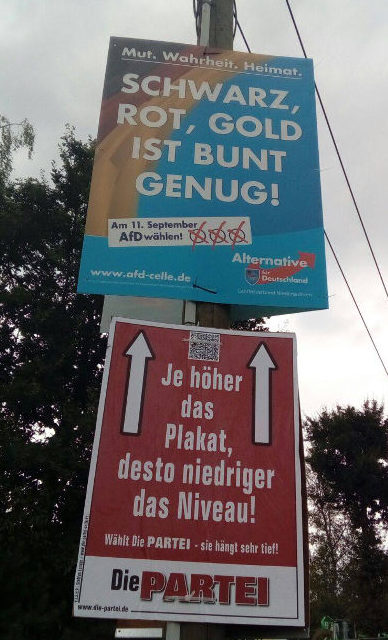 Mut. Wahrheit. Heimat.
SCHWARZ,
ROT, GOLD
IST BUNT
GENUG!
Am 11. September
AfD wählen!
Alternative
für
Deutschland
www.afd-celle.de
Je höher
das
Plakat,
desto niedriger
das Niveau!
Wählt Die PARTEI - sie hängt sehr tief!
Die PARTEI
www.die-partei.de